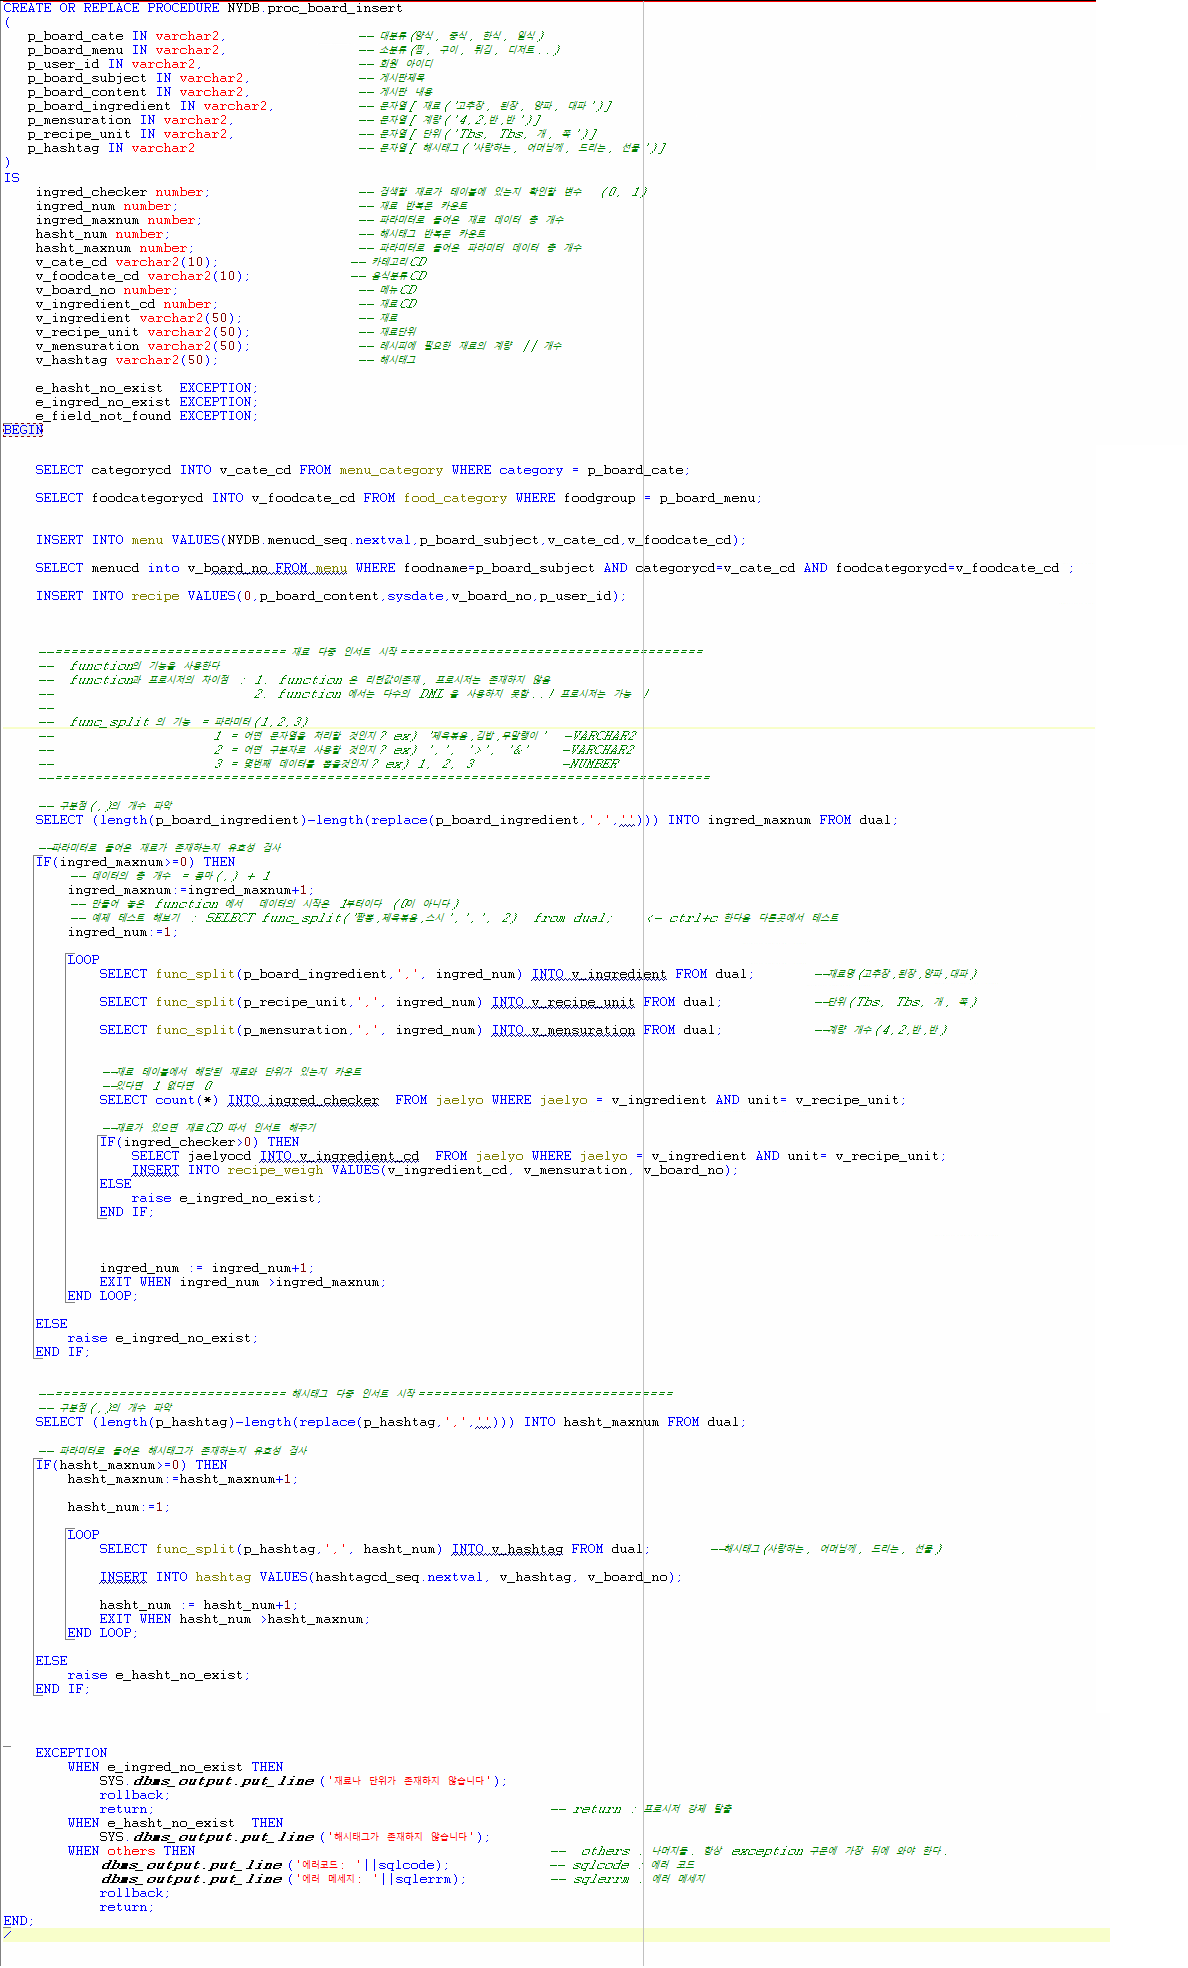 CREATE OR REPLACE PROCEDURE NYDB.proc_board_insert
(
p_board_cate IN varchar2, -- 대분류(양식, 중식, 한식, 일식)
p_board_menu IN varchar2, -- 소분류(찜, 구이, 튀김, 디저트..)
p_user_id IN varchar2, -- 회원 아이디
p_board_subject IN varchar2, -- 게시판제목
p_board_content IN varchar2, -- 게시판 내용
p_board_ingredient IN varchar2, -- 문자열[ 재료('고추장, 된장, 양파, 대파')]
p_mensuration IN varchar2, -- 문자열[ 계량('4,2,반,반')]
p_recipe_unit IN varchar2, -- 문자열[ 단위('Tbs, Tbs, 개, 쪽')]
p_hashtag IN varchar2 -- 문자열[ 해시태그('사랑하는, 어머님께, 드리는, 선물')]
)
IS
ingred_checker number; -- 검색할 재료가 테이블에 있는지 확인할 변수 (0, 1)
ingred_num number; -- 재료 반복문 카운트
ingred_maxnum number; -- 파라미터로 들어온 재료 데이터 총 개수
hasht_num number; -- 해시태그 반복문 카운트
hasht_maxnum number; -- 파라미터로 들어온 파라미터 데이터 총 개수
v_cate_cd varchar2(10); -- 카테고리CD
v_foodcate_cd varchar2(10); -- 음식분류CD
v_board_no number; -- 메뉴CD
v_ingredient_cd number; -- 재료CD
v_ingredient varchar2(50); -- 재료
v_recipe_unit varchar2(50); -- 재료단위
v_mensuration varchar2(50); -- 레시피에 필요한 재료의 계량 // 개수
v_hashtag varchar2(50); -- 해시태그
e_hasht_no_exist EXCEPTION;
e_ingred_no_exist EXCEPTION;
e_field_not_found EXCEPTION;
BEGIN
SELECT categorycd INTO v_cate_cd FROM menu_category WHERE category = p_board_cate;
SELECT foodcategorycd INTO v_foodcate_cd FROM food_category WHERE foodgroup = p_board_menu;
INSERT INTO menu VALUES(NYDB.menucd_seq.nextval,p_board_subject,v_cate_cd,v_foodcate_cd);
SELECT menucd into v_board_no FROM menu WHERE foodname=p_board_subject AND categorycd=v_cate_cd AND foodcategorycd=v_foodcate_cd ;
INSERT INTO recipe VALUES(0,p_board_content,sysdate,v_board_no,p_user_id);
--============================= 재료 다중 인서트 시작 ======================================
-- function의 기능을 사용한다
-- function과 프로시저의 차이점 : 1. function 은 리턴값이존재, 프로시저는 존재하지 않음
-- 2. function 에서는 다수의 DML 을 사용하지 못함..! 프로시저는 가능 !
--
-- func_split 의 기능 = 파라미터(1,2,3)
-- 1 = 어떤 문자열을 처리할 것인지? ex) '제육볶음,김밥,무말랭이' -VARCHAR2
-- 2 = 어떤 구분자로 사용할 것인지? ex) ',', '>', '&' -VARCHAR2
-- 3 = 몇번째 데이터를 뽑을것인지? ex) 1, 2, 3 -NUMBER
--===================================================================================
-- 구분점(,)의 개수 파악
SELECT (length(p_board_ingredient)-length(replace(p_board_ingredient,',',''))) INTO ingred_maxnum FROM dual;
--파라미터로 들어온 재료가 존재하는지 유효성 검사
IF(ingred_maxnum>=0) THEN
-- 데이터의 총 개수 = 콤마(,) + 1
ingred_maxnum:=ingred_maxnum+1;
-- 만들어 놓은 function 에서 데이터의 시작은 1부터이다 (0이 아니다)
-- 예제 테스트 해보기 : SELECT func_split('짬뽕,제육볶음,스시',',', 2) from dual; <- ctrl+c 한다음 다른곳에서 테스트
ingred_num:=1;
LOOP
SELECT func_split(p_board_ingredient,',', ingred_num) INTO v_ingredient FROM dual; --재료명(고추장,된장,양파,대파)
SELECT func_split(p_recipe_unit,',', ingred_num) INTO v_recipe_unit FROM dual; --단위(Tbs, Tbs, 개, 쪽)
SELECT func_split(p_mensuration,',', ingred_num) INTO v_mensuration FROM dual; --계량 개수(4,2,반,반)
--재료 테이블에서 해당된 재료와 단위가 있는지 카운트
--있다면 1 없다면 0
SELECT count(*) INTO ingred_checker FROM jaelyo WHERE jaelyo = v_ingredient AND unit= v_recipe_unit;
--재료가 있으면 재료CD 따서 인서트 해주기
IF(ingred_checker>0) THEN
SELECT jaelyocd INTO v_ingredient_cd FROM jaelyo WHERE jaelyo = v_ingredient AND unit= v_recipe_unit;
INSERT INTO recipe_weigh VALUES(v_ingredient_cd, v_mensuration, v_board_no);
ELSE
raise e_ingred_no_exist;
END IF;
ingred_num := ingred_num+1;
EXIT WHEN ingred_num >ingred_maxnum;
END LOOP;
ELSE
raise e_ingred_no_exist;
END IF;
--============================= 해시태그 다중 인서트 시작 ================================
-- 구분점(,)의 개수 파악
SELECT (length(p_hashtag)-length(replace(p_hashtag,',',''))) INTO hasht_maxnum FROM dual;
-- 파라미터로 들어온 해시태그가 존재하는지 유효성 검사
IF(hasht_maxnum>=0) THEN
hasht_maxnum:=hasht_maxnum+1;
hasht_num:=1;
LOOP
SELECT func_split(p_hashtag,',', hasht_num) INTO v_hashtag FROM dual; --해시태그(사랑하는, 어머님께, 드리는, 선물)
INSERT INTO hashtag VALUES(hashtagcd_seq.nextval, v_hashtag, v_board_no);
hasht_num := hasht_num+1;
EXIT WHEN hasht_num >hasht_maxnum;
END LOOP;
ELSE
raise e_hasht_no_exist;
END IF;
EXCEPTION
WHEN e_ingred_no_exist THEN
SYS.dbms_output.put_line('재료나 단위가 존재하지 않습니다');
rollback;
return; -- return : 프로시저 강제 탈출
WHEN e_hasht_no_exist THEN
SYS.dbms_output.put_line('해시태그가 존재하지 않습니다');
WHEN others THEN -- others : 나머지들. 항상 exception 구문에 가장 뒤에 와야 한다.
dbms_output.put_line('에러코드: '||sqlcode); -- sqlcode : 에러 코드
dbms_output.put_line('에러 메세지: '||sqlerrm); -- sqlerrm : 에러 메세지
rollback;
return;
END;
/